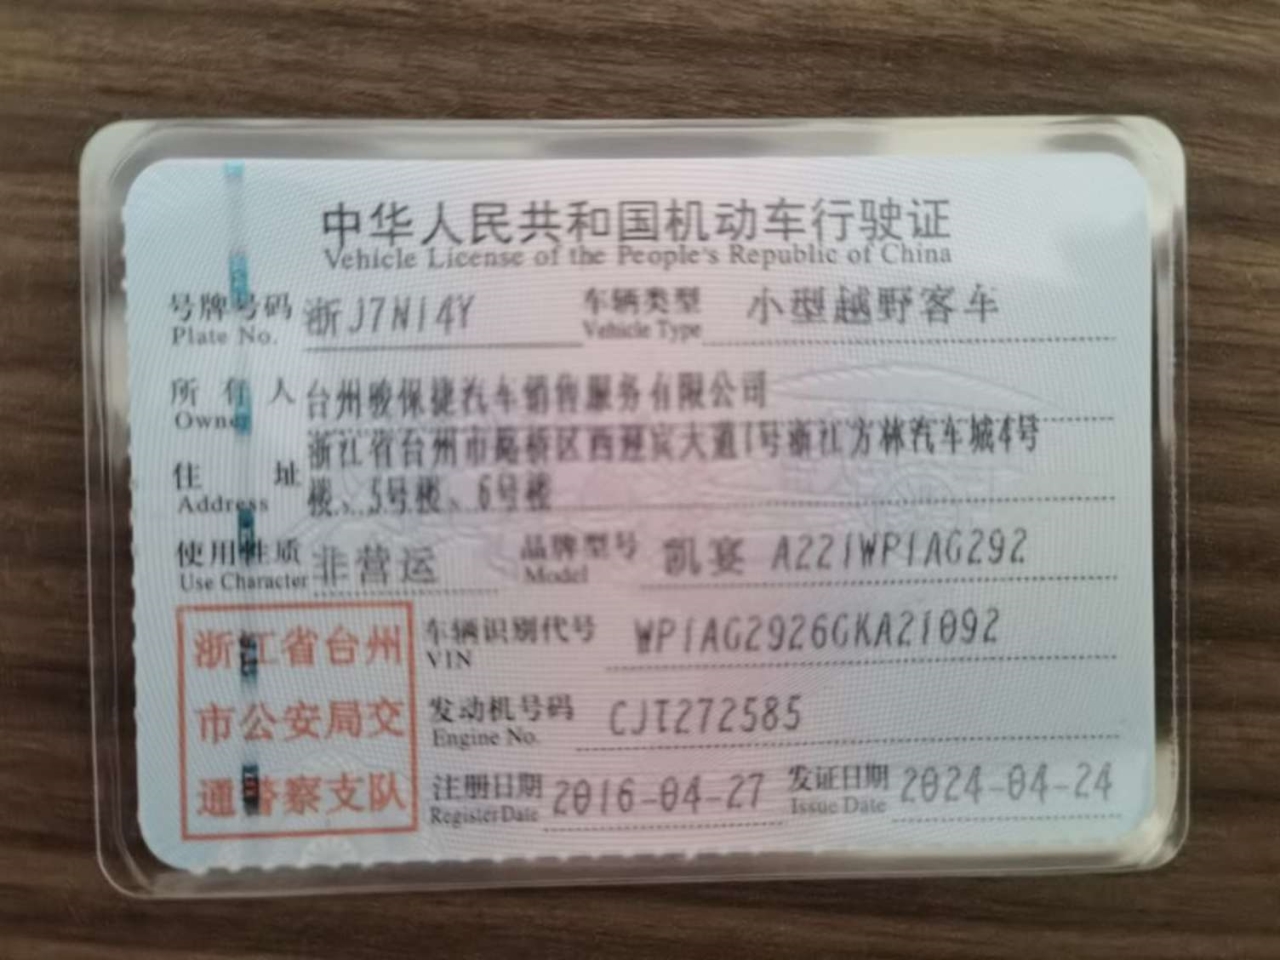 中华人民共和国机动车行驶证
Vehicle License of the People's Republic of China
号牌号码 浙J7N14Y 车辆类型 小型越野客车
Plate No. Vehicle Type
所有人 台州骏保捷汽车销售服务有限公司
Owner
浙江省台州市路桥区西迎宾大道1号浙江方林汽车城4号
住址 楼、5号楼、6号楼
Address
使用性质 非营运 品牌型号 凯宴 A221WP1AG292
Use Character Model
浙江省台州
市公安局交
通警察支队
车辆识别代号 WP1AG2926GKA21092
VIN
发动机号码 CJT272585
Engine No.
注册日期 2016-04-27 发证日期 2024-04-24
Register Date Issue Date